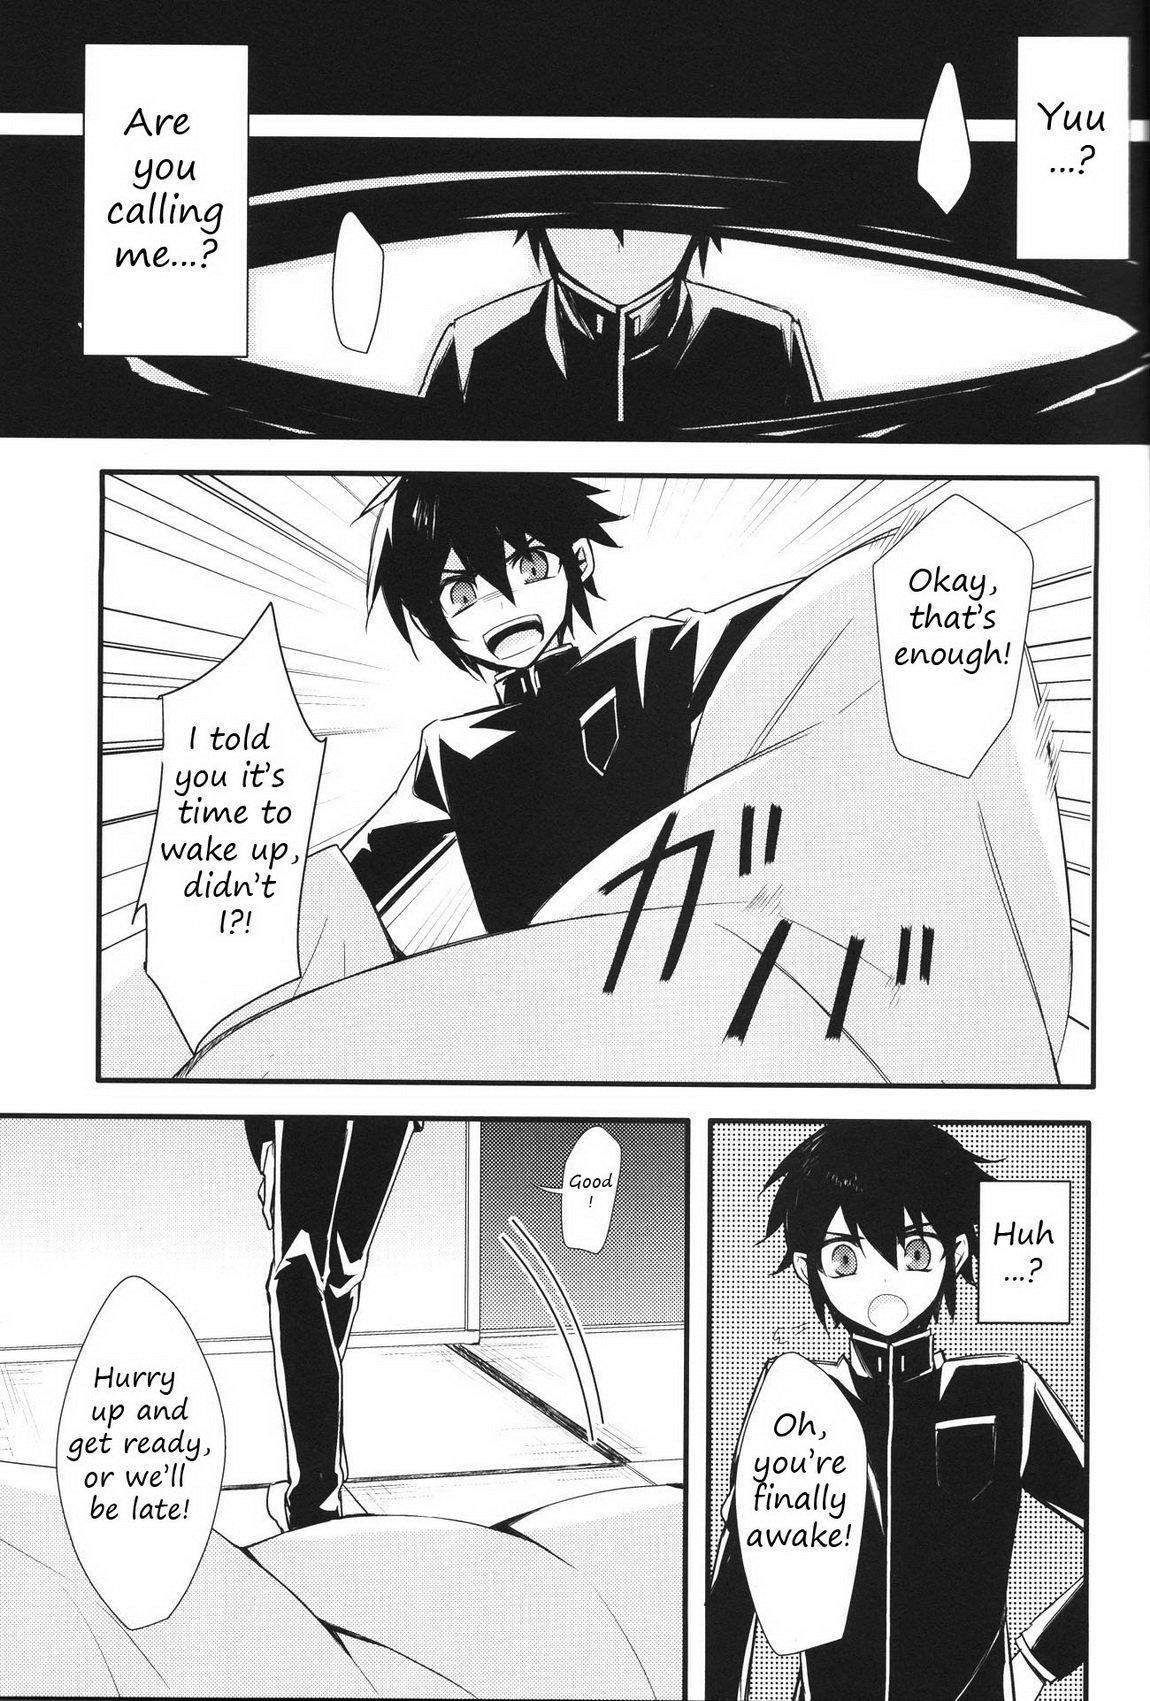 Yuu
...?
Are
you
calling
me...?
Okay,
that's
enough!
I told
you it's
time to
wake up,
didn't
I?!
ガバッ
Huh
...?
Oh,
you're
finally
awake!
Good
!
Hurry
up and
get ready,
or we'll
be late!